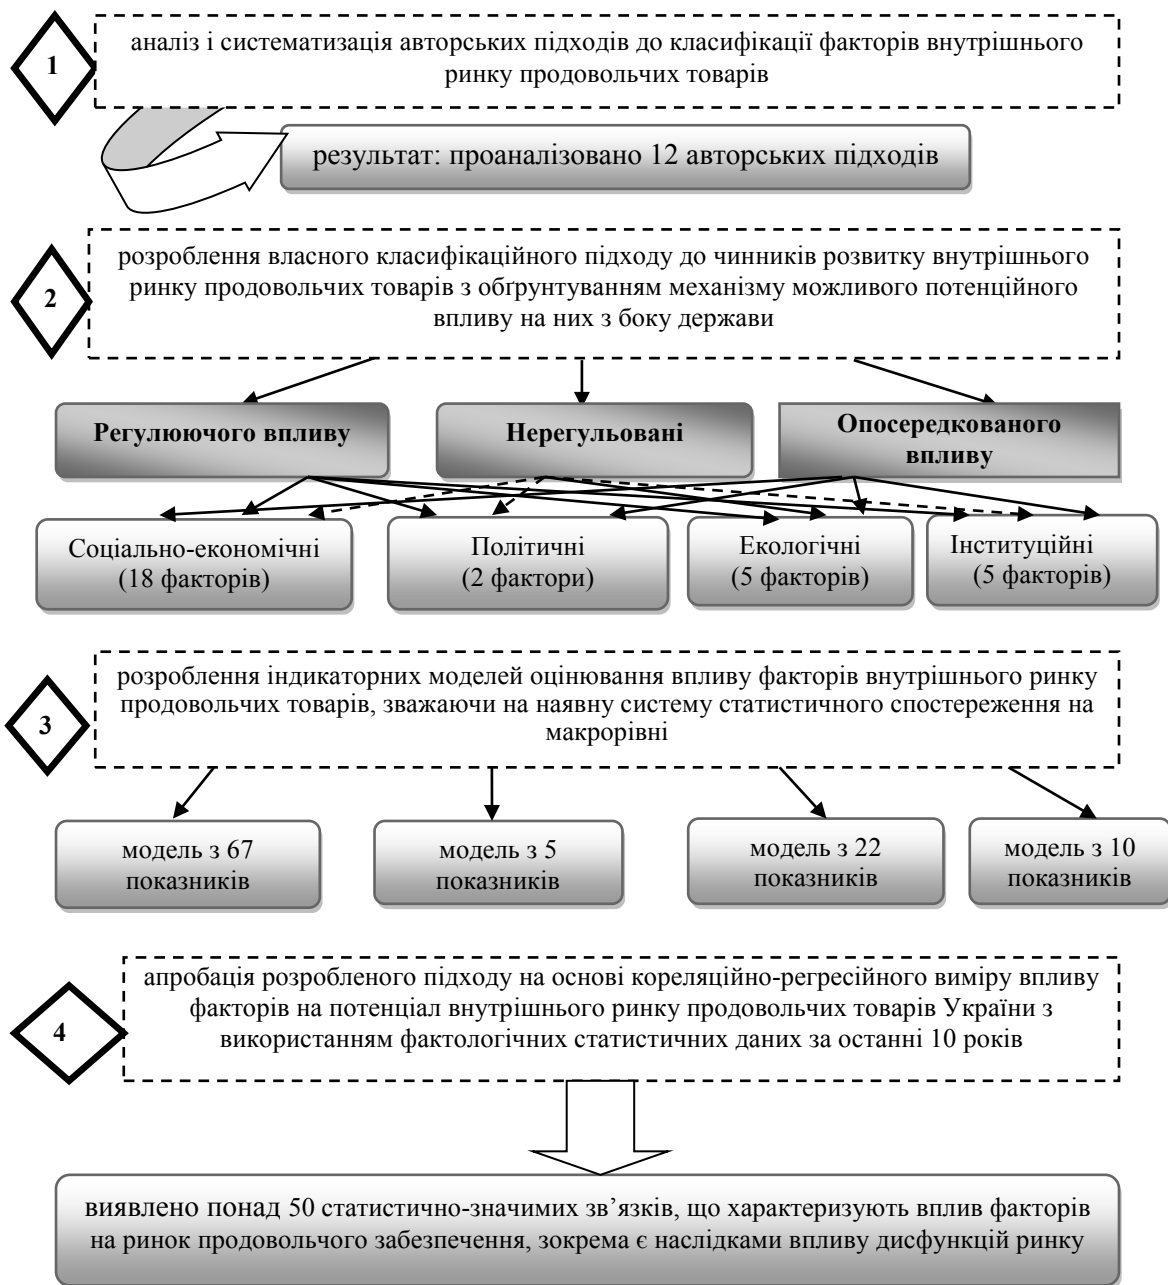 1
аналіз і систематизація авторських підходів до класифікації факторів внутрішнього
ринку продовольчих товарів
результат: проаналізовано 12 авторських підходів
2
розроблення власного класифікаційного підходу до чинників розвитку внутрішнього
ринку продовольчих товарів з обґрунтуванням механізму можливого потенційного
впливу на них з боку держави
Регулюючого впливу
Нерегульовані
Опосередкованого
впливу
Соціально-економічні
(18 факторів)
Політичні
(2 фактори)
Екологічні
(5 факторів)
Інституційні
(5 факторів)
3
розроблення індикаторних моделей оцінювання впливу факторів внутрішнього ринку
продовольчих товарів, зважаючи на наявну систему статистичного спостереження на
макрорівні
модель з 67
показників
модель з 5
показників
модель з 22
показників
модель з 10
показників
4
апробація розробленого підходу на основі кореляційно-регресійного виміру впливу
факторів на потенціал внутрішнього ринку продовольчих товарів України з
використанням фактологічних статистичних даних за останні 10 років
виявлено понад 50 статистично-значимих зв’язків, що характеризують вплив факторів
на ринок продовольчого забезпечення, зокрема є наслідками впливу дисфункцій ринку